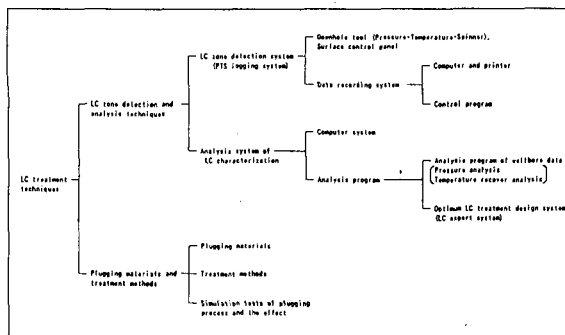 Downhole tool (Pressure-Temperature-Spinner),
Surface control panel
LC zone detection system
(PTS logging system)
Computer and printer
Data recording system
LC zone detection and
analysis techniques
Control program
Computer system
Analysis system of
LC characterization
Analysis program of wellbore data
Pressure analysis
Temperature recover analysis
LC treatment
techniques
Analysis program
Optimum LC treatment design system
(LC expert system)
Plugging materials
Plugging materials and
treatment methods
Treatment methods
Simulation tests of plugging
process and the effect